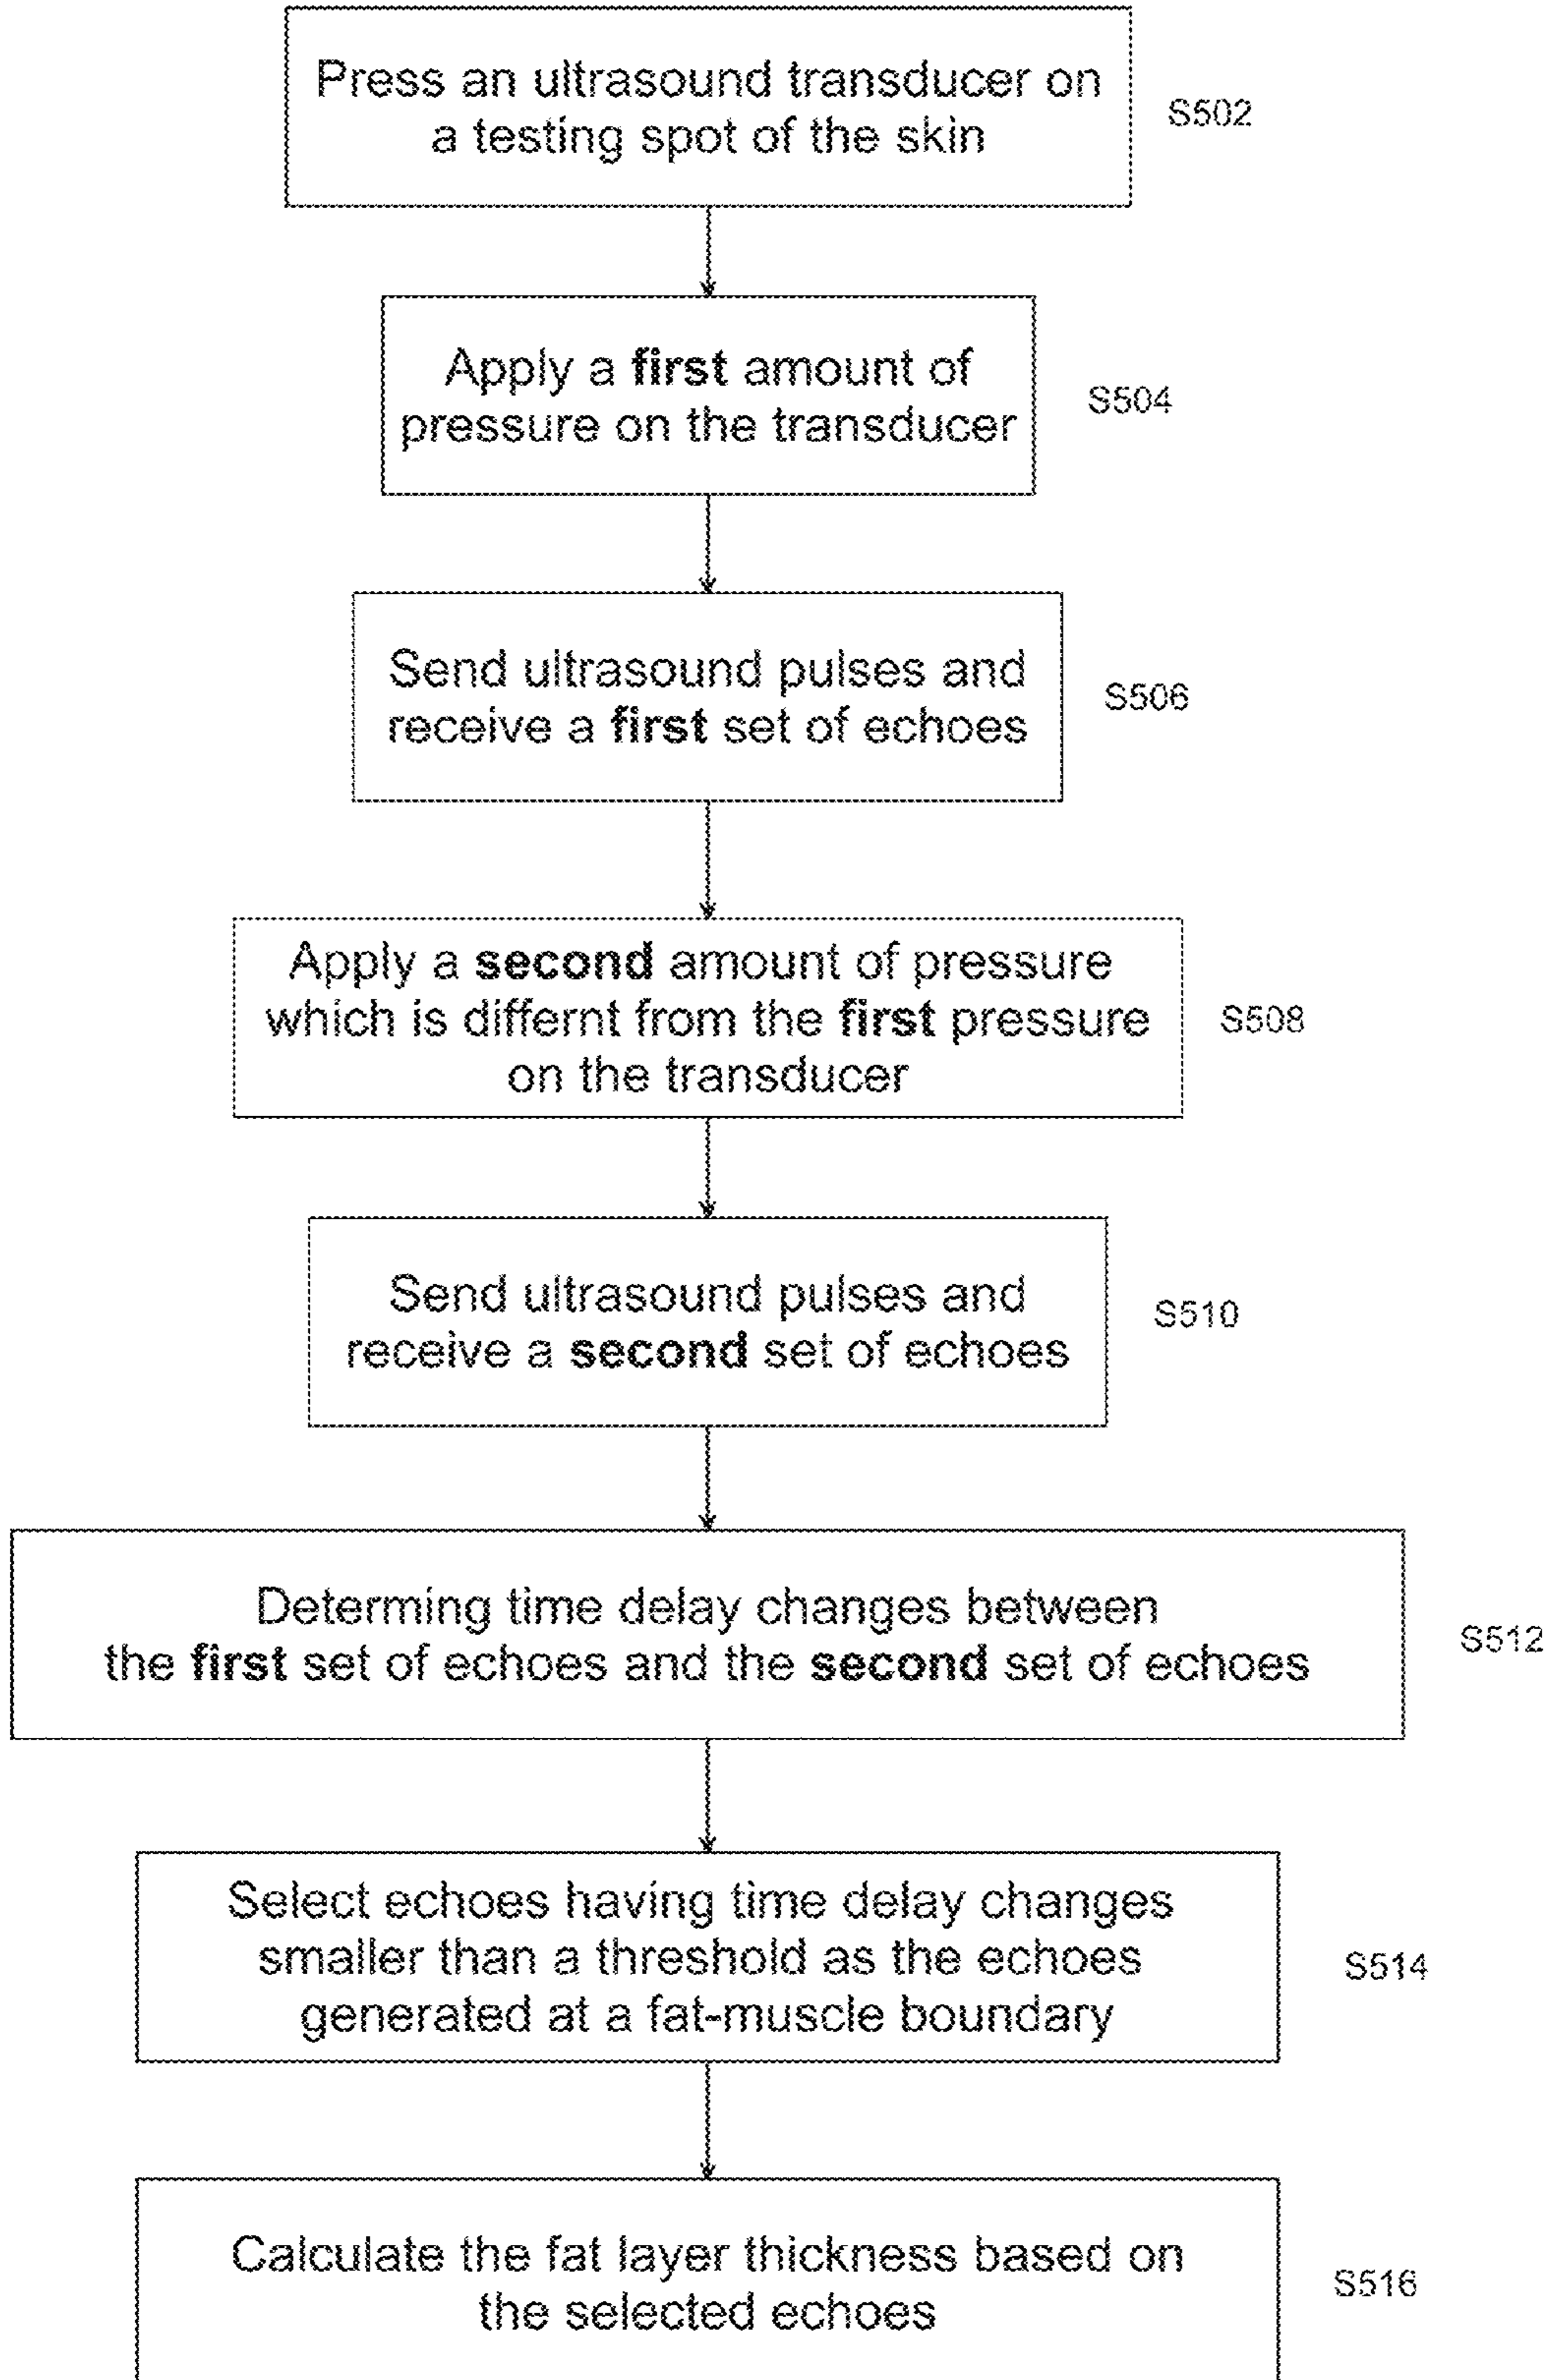 Press an ultrasound transducer on
a testing spot of the skin
S502
Apply a first amount of
pressure on the transducer
S504
Send ultrasound pulses and
receive a first set of echoes
S506
Apply a second amount of pressure
which is differnt from the first pressure
on the transducer
S508
Send ultrasound pulses and
receive a second set of echoes
S510
Determing time delay changes between
the first set of echoes and the second set of echoes
S512
Select echoes having time delay changes
smaller than a threshold as the echoes
generated at a fat-muscle boundary
S514
Calculate the fat layer thickness based on
the selected echoes
S516